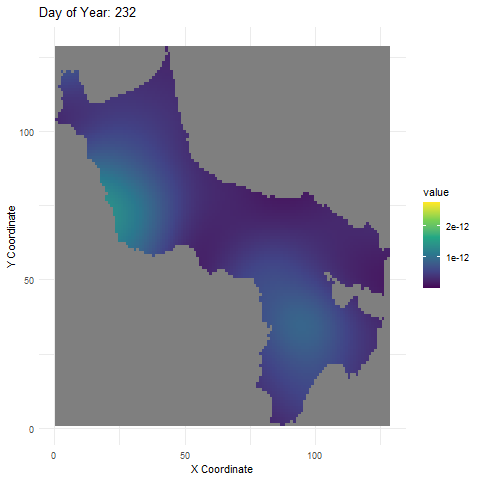 Day of Year: 232
Y Coordinate
100
50
0
0
50
100
X Coordinate
value
2e-12
1e-12